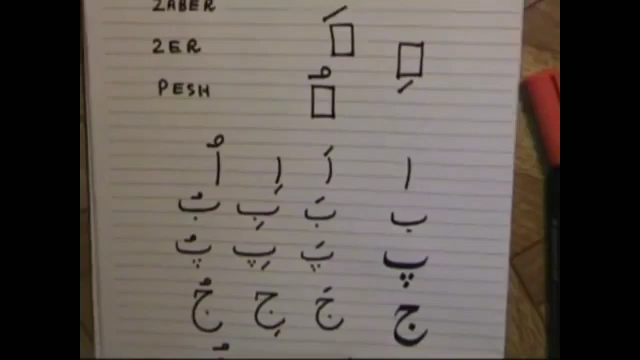 ZABER
ZER
PESH
ا اَ اِ اُ
ب بَ بِ بُ
پ پَ پِ پُ
ج جَ جِ جُ